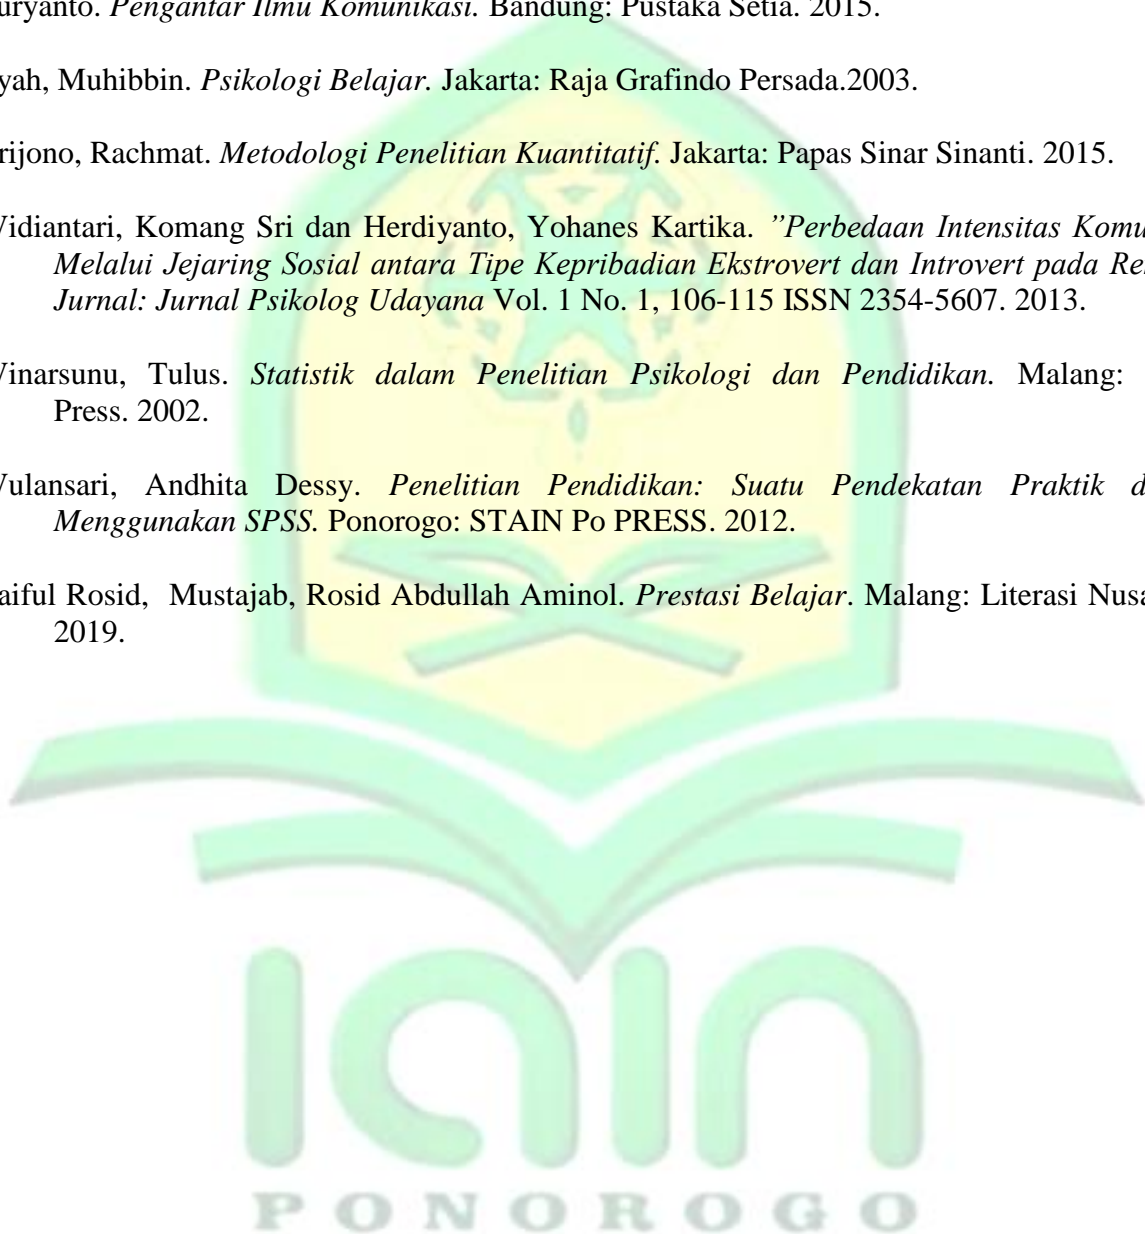 uryanto. Pengantar Ilmu Komunikasi. Bandung: Pustaka Setia. 2015.
yah, Muhibbin. Psikologi Belajar. Jakarta: Raja Grafindo Persada.2003.
rijono, Rachmat. Metodologi Penelitian Kuantitatif. Jakarta: Papas Sinar Sinanti. 2015.
Vidiantari, Komang Sri dan Herdiyanto, Yohanes Kartika. ”Perbedaan Intensitas Komu
Melalui Jejaring Sosial antara Tipe Kepribadian Ekstrovert dan Introvert pada Re
Jurnal: Jurnal Psikolog Udayana Vol. 1 No. 1, 106-115 ISSN 2354-5607. 2013.
Vinarsunu, Tulus. Statistik dalam Penelitian Psikologi dan Pendidikan. Malang:
Press. 2002.
Vulansari, Andhita Dessy. Penelitian Pendidikan: Suatu Pendekatan Praktik d
Menggunakan SPSS. Ponorogo: STAIN Po PRESS. 2012.
aiful Rosid, Mustajab, Rosid Abdullah Aminol. Prestasi Belajar. Malang: Literasi Nusa
2019.
iain
PONOROGO